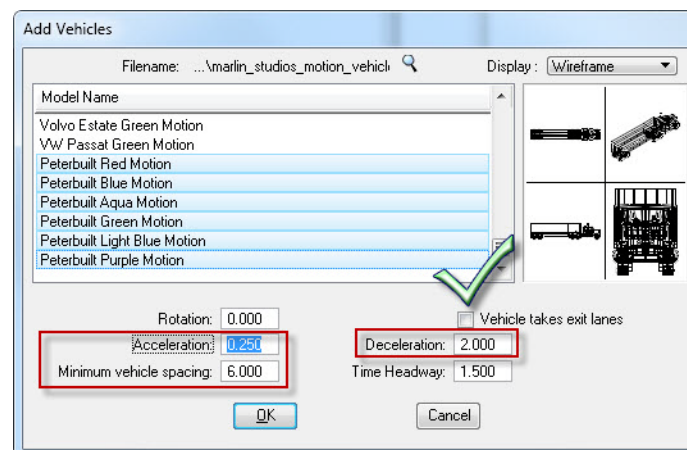 Add Vehicles
Filename: ...\marlin_studios_motion_vehicl Display : Wireframe
Model Name
Volvo Estate Green Motion
VW Passat Green Motion
Peterbuilt Red Motion
Peterbuilt Blue Motion
Peterbuilt Aqua Motion
Peterbuilt Green Motion
Peterbuilt Light Blue Motion
Peterbuilt Purple Motion
Rotation: 0.000 Vehicle takes exit lanes
Acceleration: 0.250 Deceleration: 2.000
Minimum vehicle spacing: 6.000 Time Headway: 1.500
OK Cancel